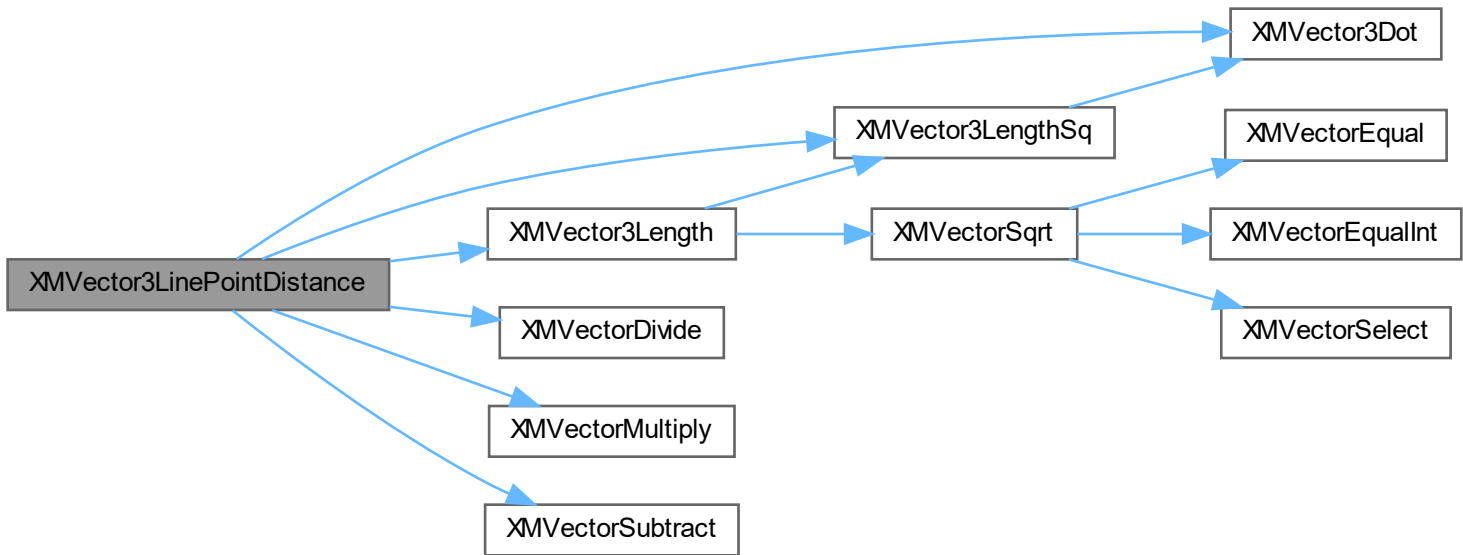 XMVector3Dot
XMVector3LengthSq
XMVectorEqual
XMVector3Length
XMVectorSqrt
XMVectorEqualInt
XMVector3LinePointDistance
XMVectorDivide
XMVectorSelect
XMVectorMultiply
XMVectorSubtract